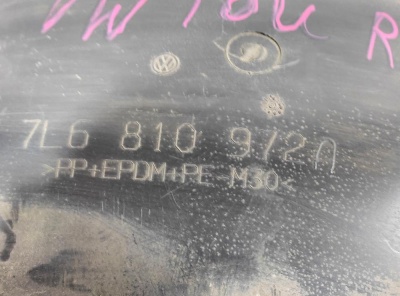 VW TOU R
7L6 810 972A
>PP+EPDM+PE-M30<